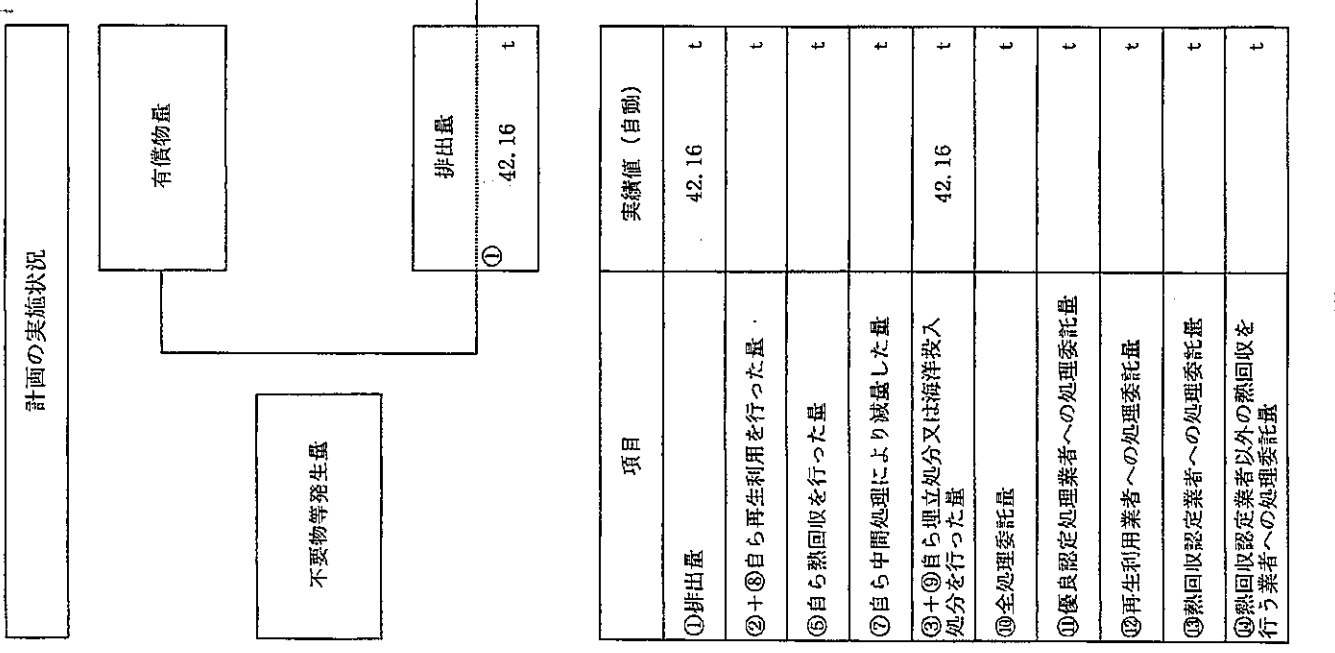 計画の実施状況
有償物量
不要物等発生量
排出量
① 42.16 t
項目 実績値（自動）
①排出量 42.16 t
②＋⑧自ら再生利用を行った量 t
⑥自ら熱回収を行った量 t
⑦自ら中間処理により減量した量 t
③＋⑨自ら埋立処分又は海洋投入
処分を行った量 42.16 t
⑩全処理委託量 t
⑪優良認定処理業者への処理委託量 t
⑫再生利用業者への処理委託量 t
⑬熱回収認定業者への処理委託量 t
⑭熱回収認定業者以外の熱回収を
行う業者への処理委託量 t